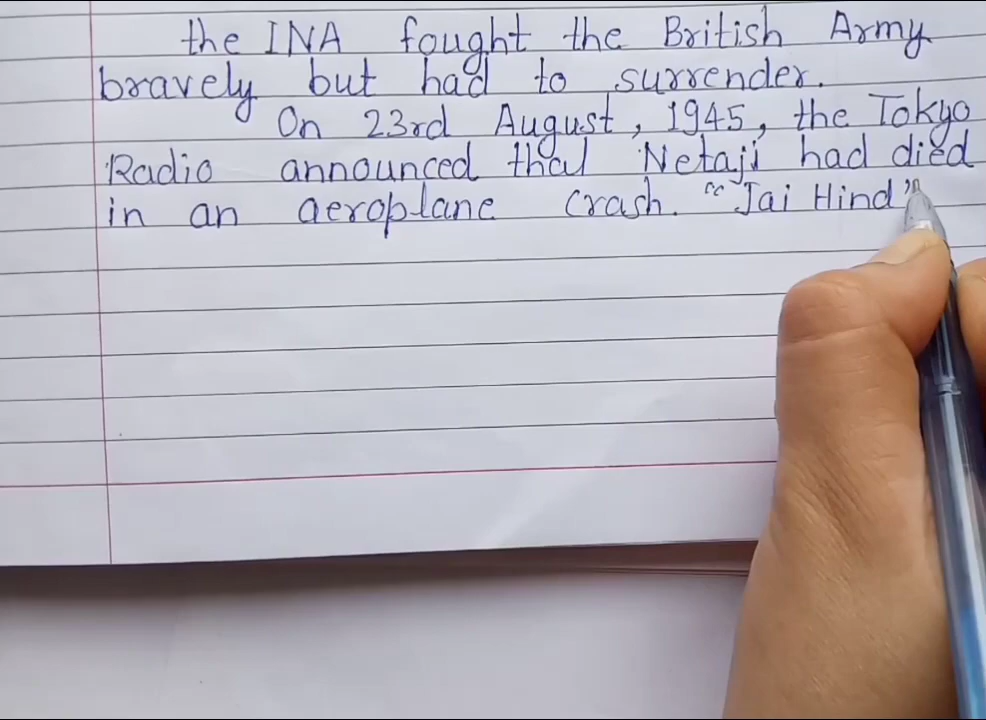 the INA fought the British Army
bravely but had to surrender.
On 23rd August, 1945, the Tokyo
Radio announced that Netaji had died
in an aeroplane crash. "Jai Hind"